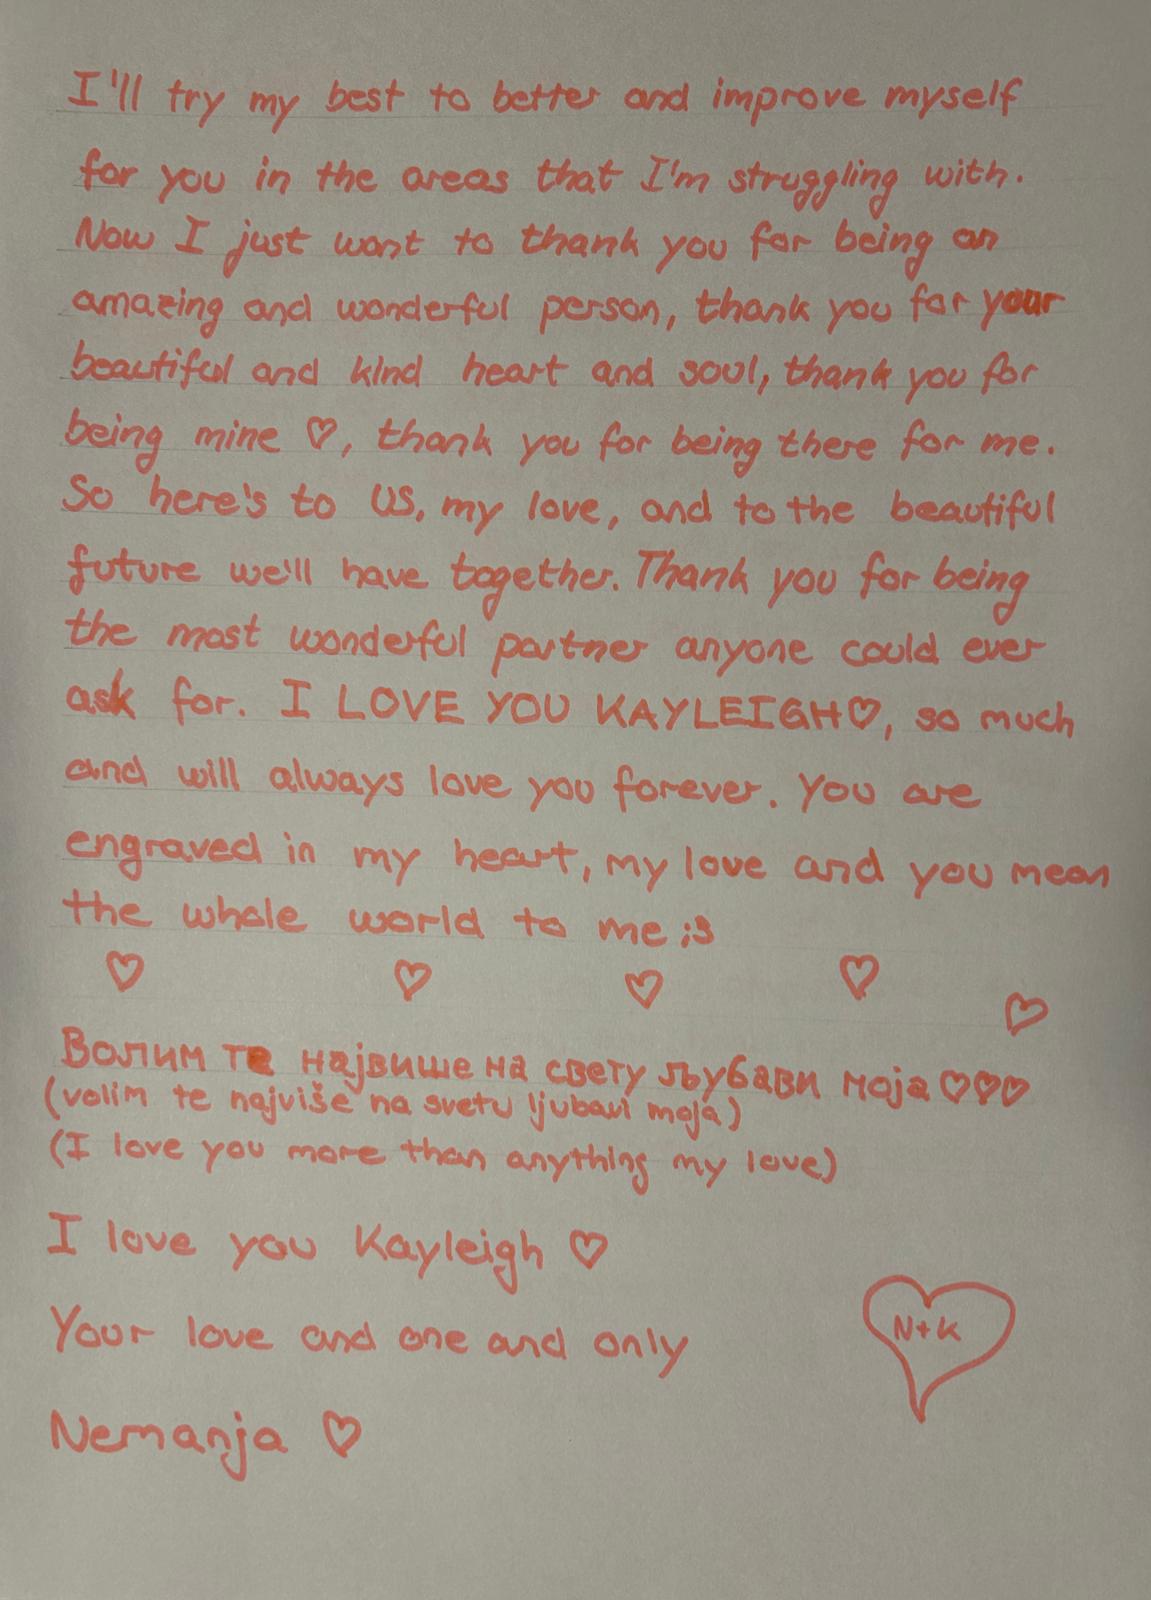 I'll try my best to better and improve myself
for you in the areas that I'm struggling with.
Now I just want to thank you for being an
amazing and wonderful person, thank you for your
beautiful and kind heart and soul, thank you for
being mine ♡, thank you for being there for me.
So here's to US, my love, and to the beautiful
future we'll have together. Thank you for being
the most wonderful partner anyone could ever
ask for. I LOVE YOU KAYLEIGH♡, so much
and will always love you forever. You are
engraved in my heart, my love and you mean
the whole world to me ;3
♡ ♡ ♡ ♡ ♡
Волим те највише на свету љубави моја ♡♡♡
(volim te najviše na svetu ljubavi moja)
(I love you more than anything my love)
I love you Kayleigh ♡
Your love and one and only
N+K
Nemanja ♡